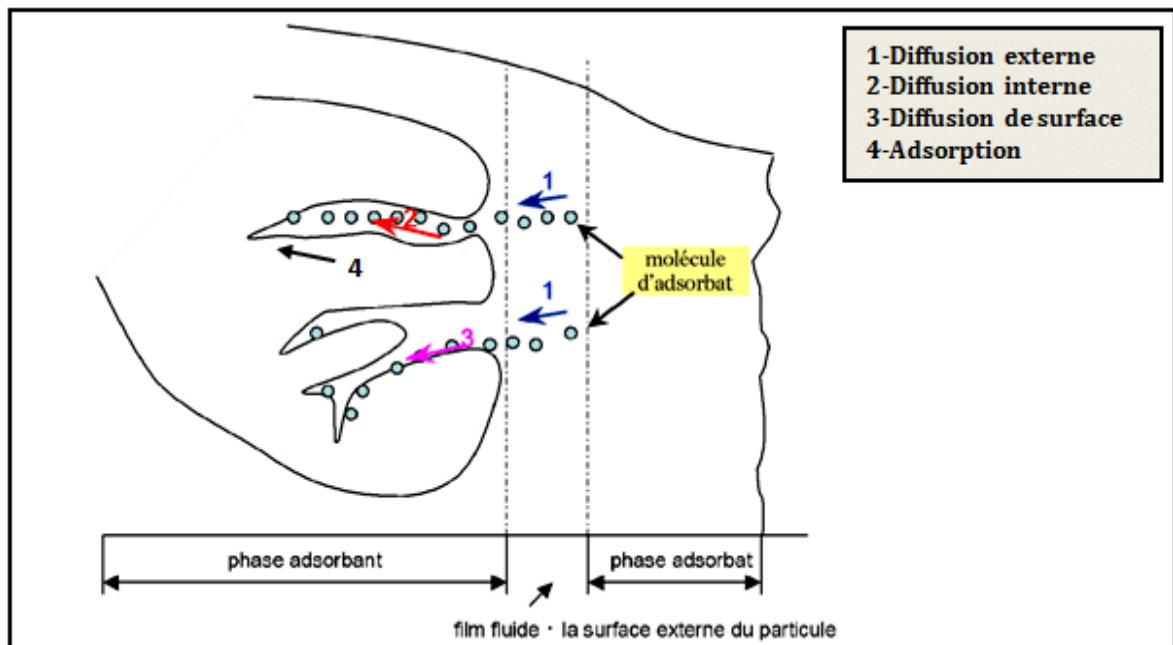 1-Diffusion externe
2-Diffusion interne
3-Diffusion de surface
4-Adsorption
1
2
4
molécule
d'adsorbat
1
3
phase adsorbant
phase adsorbat
film fluide · la surface externe du particule